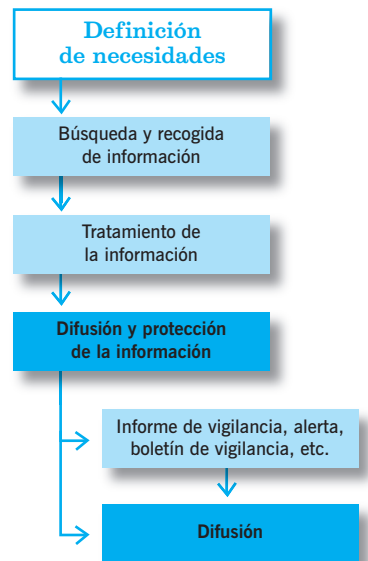 Definición
de necesidades
Búsqueda y recogida
de información
Tratamiento de
la información
Difusión y protección
de la información
Informe de vigilancia, alerta,
boletín de vigilancia, etc.
Difusión